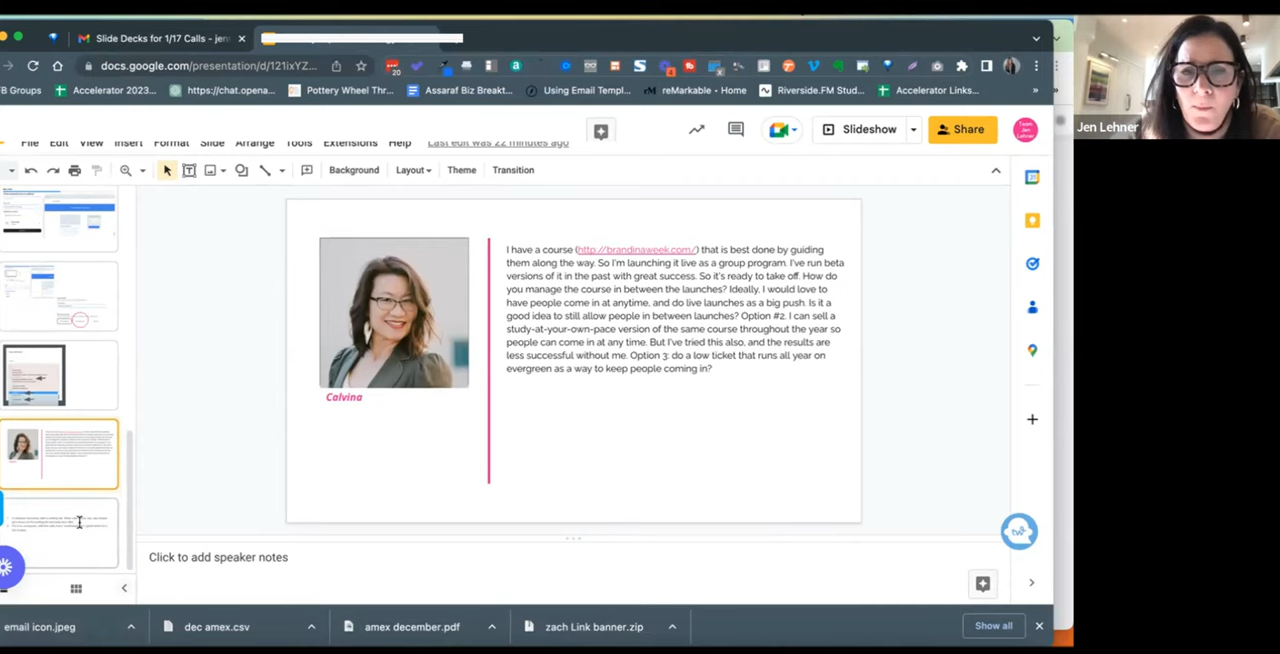 Slide Decks for 1/17 Calls - jen
docs.google.com/presentation/d/121ixYZ...
20
B Groups
Accelerator 2023...
https://chat.opena...
Pottery Wheel Thr...
Assaraf Biz Breakt...
Using Email Templ...
reMarkable • Home
Riverside.FM Stud...
Accelerator Links...
Jen Lehner
File Edit View Insert Format Slide Arrange Tools Extensions Help Last edit was 22 minutes ago
Slideshow
Share
Team
Jen
Lehner
Background Layout Theme Transition
I have a course (http://brandinaweek.com/) that is best done by guiding
them along the way. So I'm launching it live as a group program. I've run beta
versions of it in the past with great success. So it's ready to take off. How do
you manage the course in between the launches? Ideally, I would love to
have people come in at anytime, and do live launches as a big push. Is it a
good idea to still allow people in between launches? Option #2. I can sell a
study-at-your-own-pace version of the same course throughout the year so
people can come in at any time. But I've tried this also, and the results are
less successful without me. Option 3: do a low ticket that runs all year on
evergreen as a way to keep people coming in?
Calvina
tw
Click to add speaker notes
email icon.jpeg
dec amex.csv
amex december.pdf
zach Link banner.zip
Show all